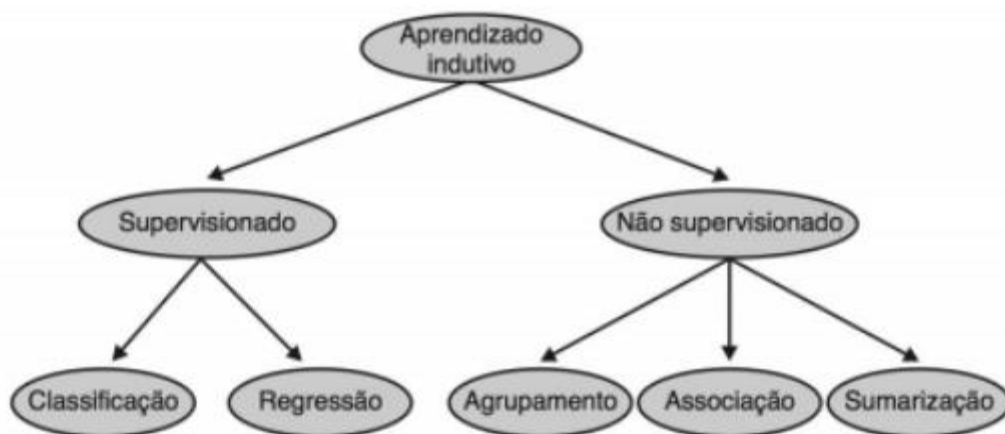 Aprendizado
indutivo
Supervisionado
Não supervisionado
Classificação
Regressão
Agrupamento
Associação
Sumarização